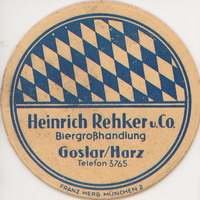 Heinrich Rehker u. Co.
Biergroßhandlung
Goslar/Harz
Telefon 3765
FRANZ HERB MÜNCHEN 2